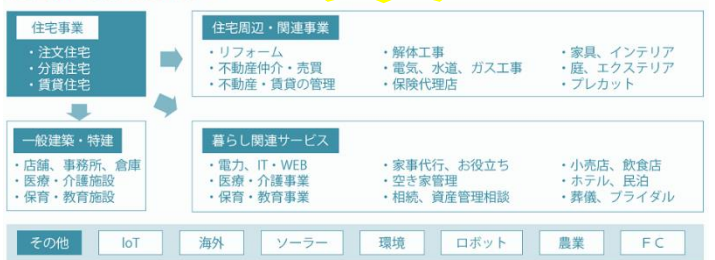 住宅事業
・注文住宅
・分譲住宅
・賃貸住宅
住宅周辺・関連事業
・リフォーム
・不動産仲介・売買
・不動産・賃貸の管理
・解体工事
・電気、水道、ガス工事
・保険代理店
・家具、インテリア
・庭、エクステリア
・プレカット
一般建築・特建
・店舗、事務所、倉庫
・医療・介護施設
・保育・教育施設
暮らし関連サービス
・電力、IT・WEB
・医療・介護事業
・保育・教育事業
・家事代行、お役立ち
・空き家管理
・相続、資産管理相談
・小売店、飲食店
・ホテル、民泊
・葬儀、ブライダル
その他
IoT
海外
ソーラー
環境
ロボット
農業
ＦＣ